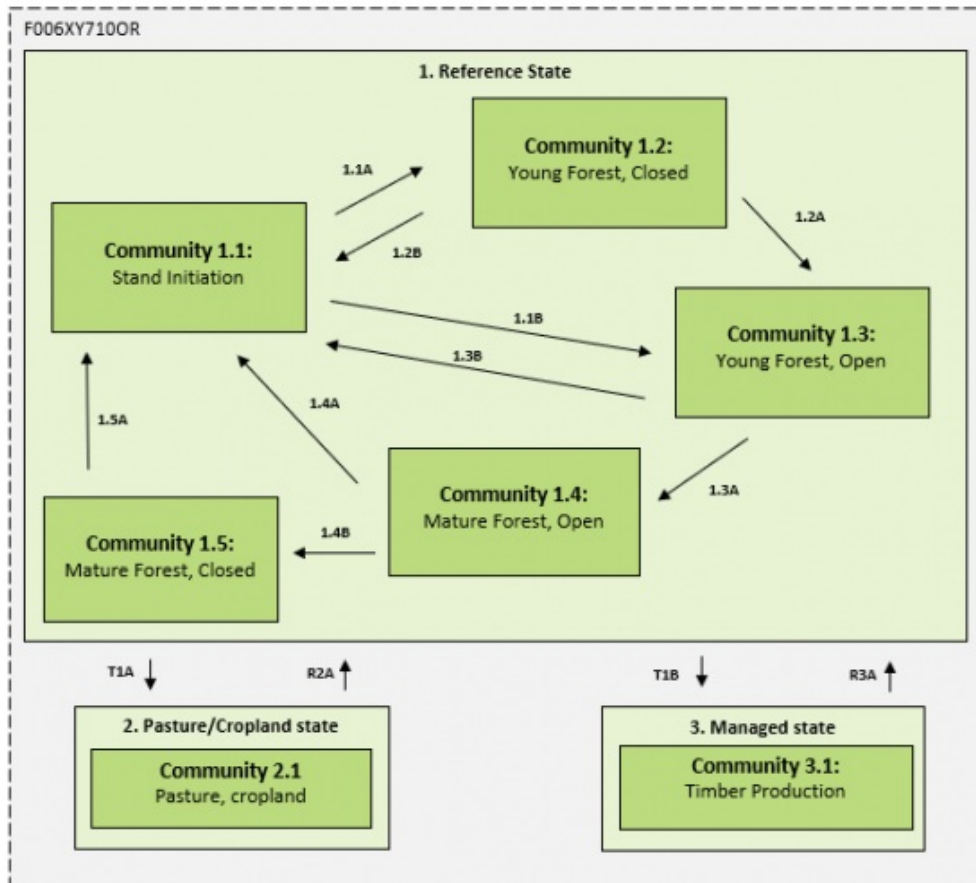 F006XY710OR
1. Reference State
Community 1.2:
Young Forest, Closed
1.1A
1.2A
1.2B
Community 1.1:
Stand Initiation
1.1B
Community 1.3:
Young Forest, Open
1.3B
1.4A
1.5A
1.3A
Community 1.4:
Mature Forest, Open
1.4B
Community 1.5:
Mature Forest, Closed
T1A
R2A
T1B
R3A
2. Pasture/Cropland state
Community 2.1
Pasture, cropland
3. Managed state
Community 3.1:
Timber Production